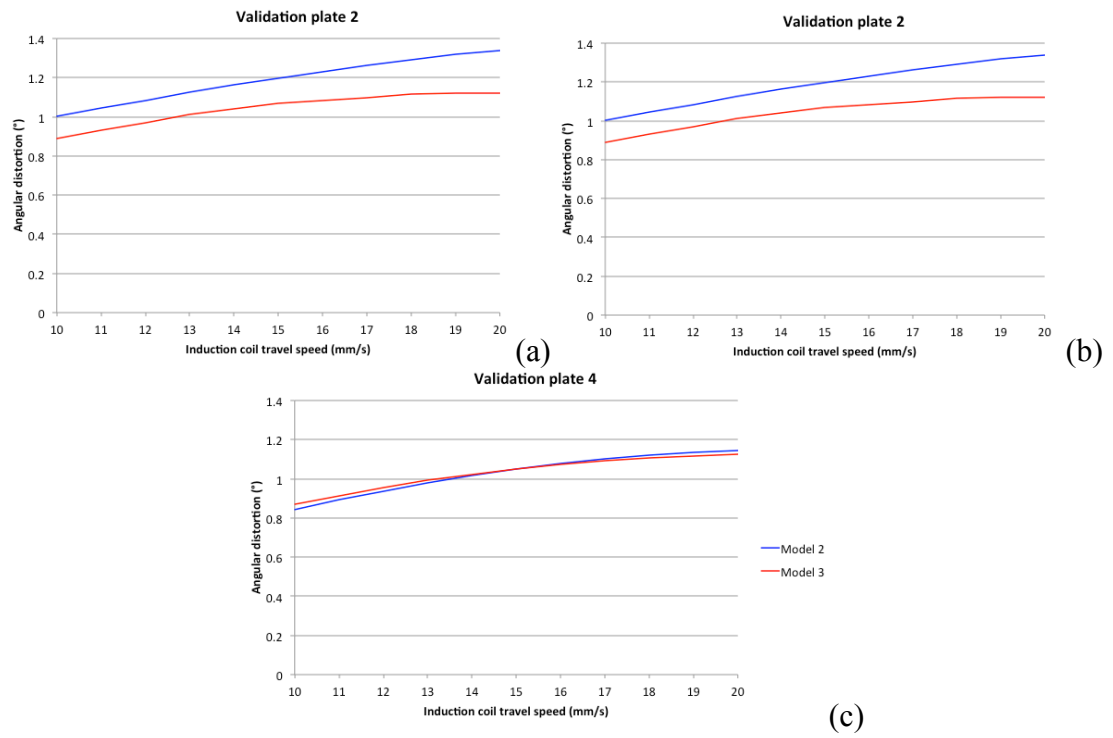 Validation plate 2
1.4
1.2
1
0.8
0.6
0.4
0.2
0
Angular distortion (°)
10 11 12 13 14 15 16 17 18 19 20
Induction coil travel speed (mm/s)
(a)
Validation plate 2
1.4
1.2
1
0.8
0.6
0.4
0.2
0
Angular distortion (°)
10 11 12 13 14 15 16 17 18 19 20
Induction coil travel speed (mm/s)
(b)
Validation plate 4
1.4
1.2
1
0.8
0.6
0.4
0.2
0
Angular distortion (°)
10 11 12 13 14 15 16 17 18 19 20
Induction coil travel speed (mm/s)
Model 2
Model 3
(c)